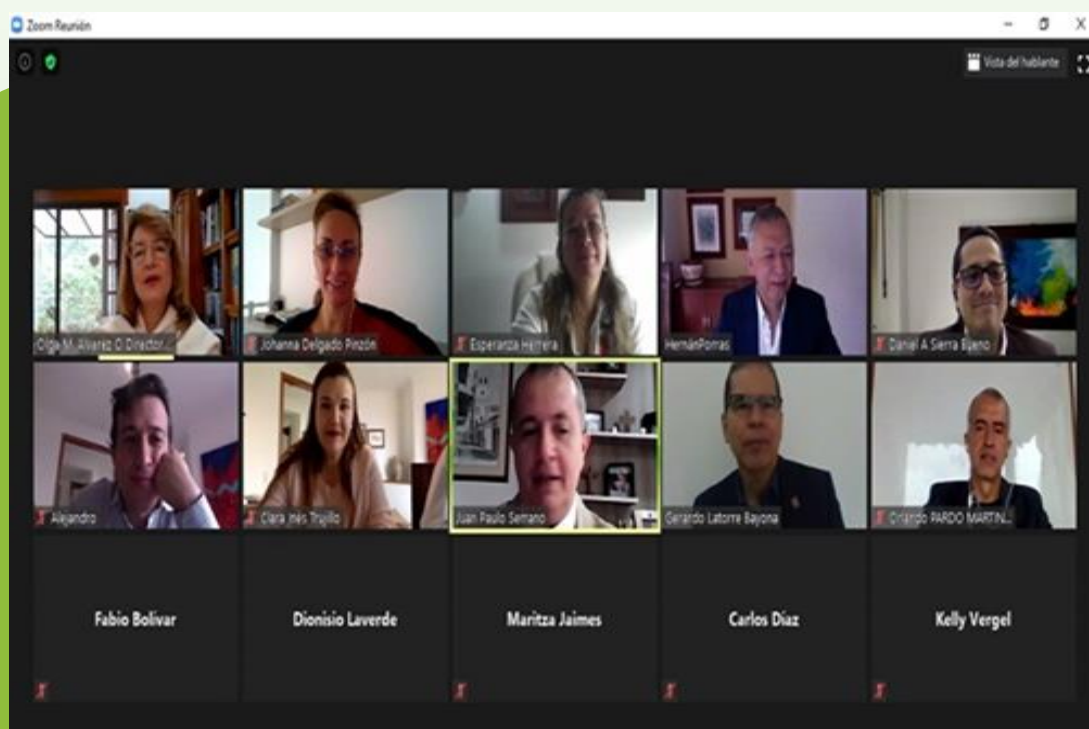 Zoom Reunión
Vista del hablante
Olga M. Alvarez O Director...
Johanna Delgado Pinzón
Esperanza Herrera
HernánPorras
Daniel A Sierra Bueno
Alejandro
Clara Inés Trujillo
Juan Paulo Serrano
Gerardo Latorre Bayona
Orlando PARDO MARTIN...
Fabio Bolivar
Dionisio Laverde
Maritza Jaimes
Carlos Díaz
Kelly Vergel